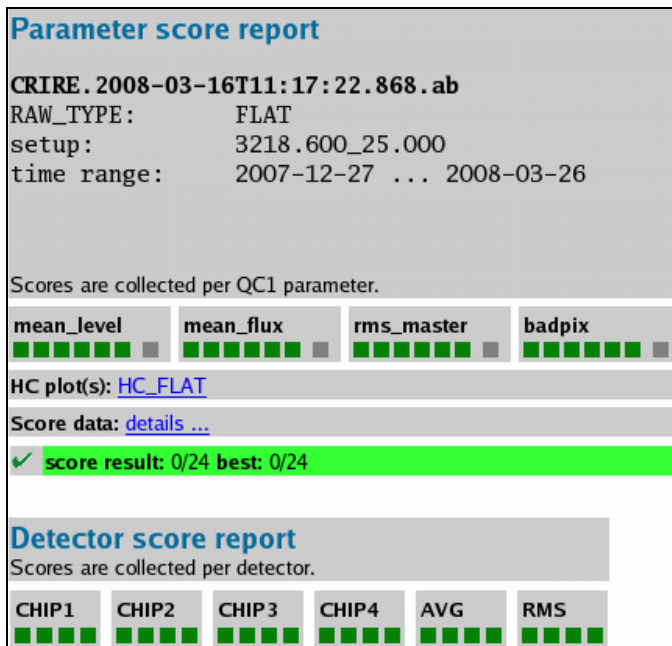 Parameter score report
CRIRE.2008-03-16T11:17:22.868.ab
RAW_TYPE: FLAT
setup: 3218.600_25.000
time range: 2007-12-27 ... 2008-03-26
Scores are collected per QC1 parameter.
mean_level mean_flux rms_master badpix
HC plot(s): HC_FLAT
Score data: details ...
score result: 0/24 best: 0/24
Detector score report
Scores are collected per detector.
CHIP1 CHIP2 CHIP3 CHIP4 AVG RMS